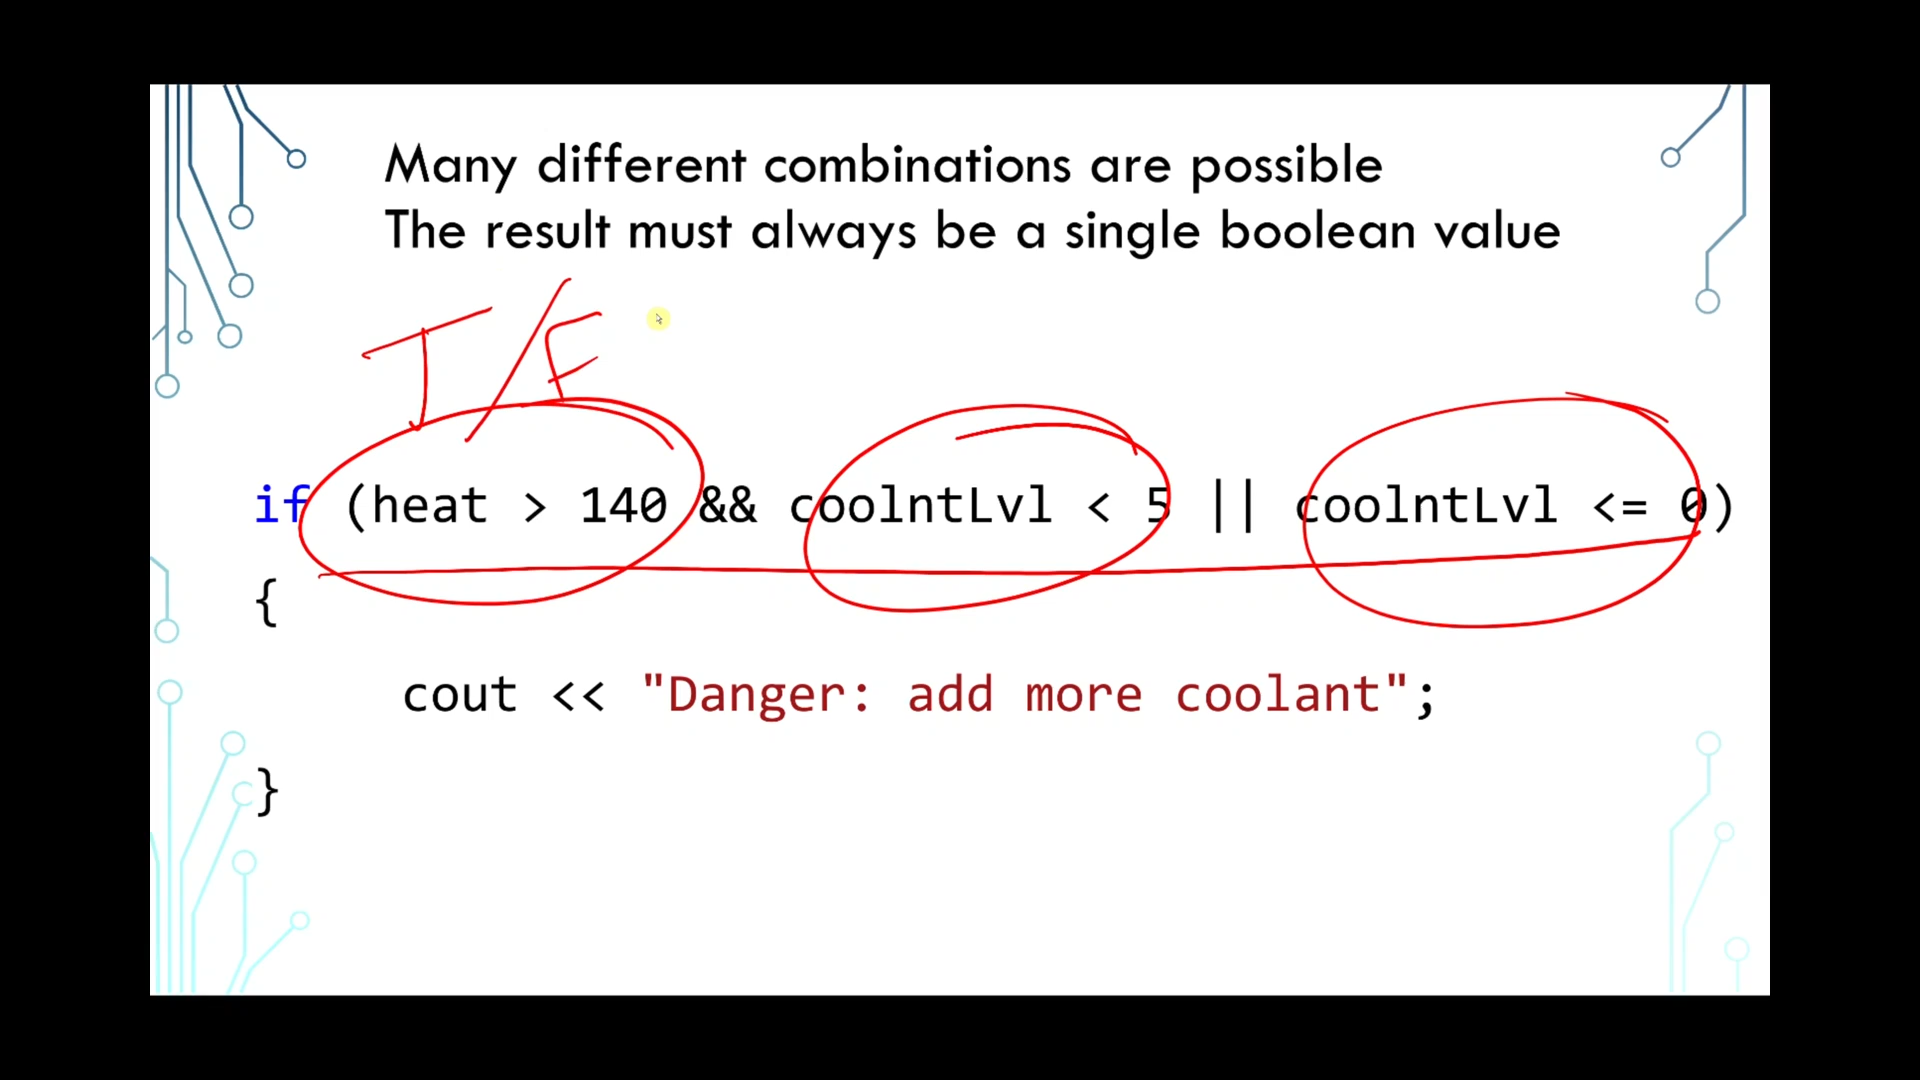 Many different combinations are possible
The result must always be a single boolean value
T/F
if (heat > 140 && coolntLvl < 5 || coolntLvl <= 0)
{
cout << "Danger: add more coolant";
}